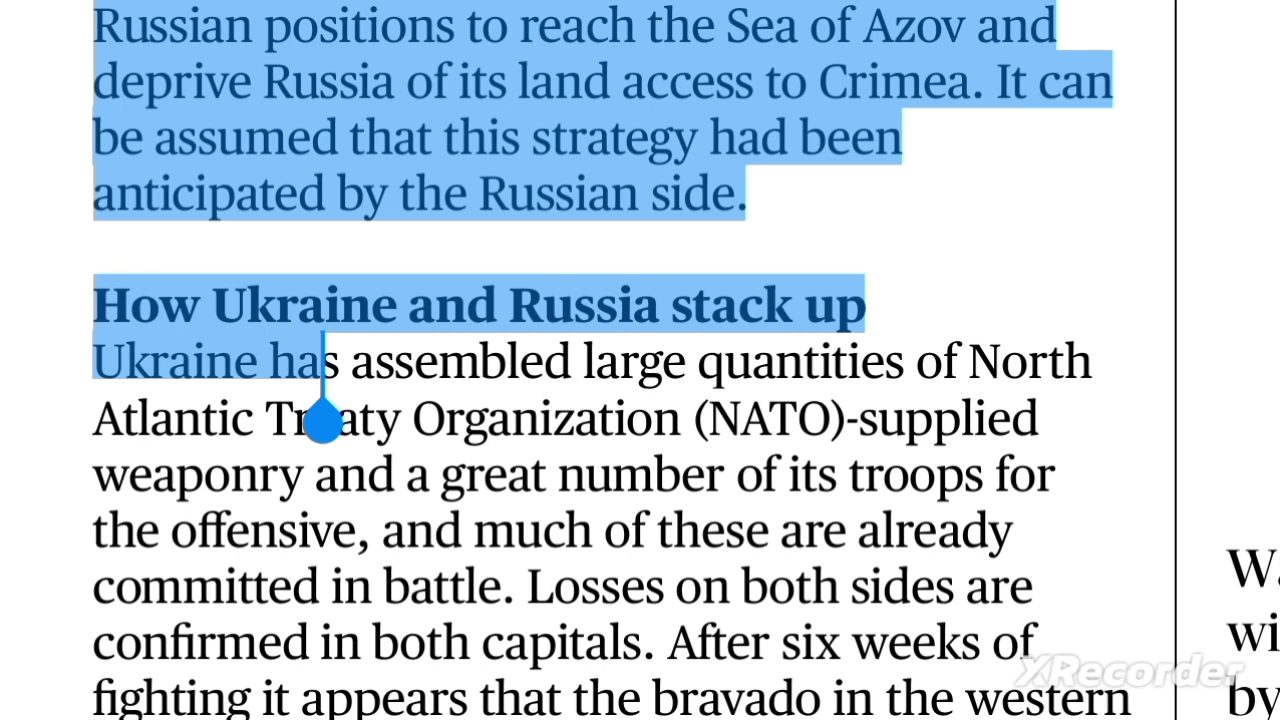 Russian positions to reach the Sea of Azov and
deprive Russia of its land access to Crimea. It can
be assumed that this strategy had been
anticipated by the Russian side.
How Ukraine and Russia stack up
Ukraine has assembled large quantities of North
Atlantic Treaty Organization (NATO)-supplied
weaponry and a great number of its troops for
the offensive, and much of these are already
committed in battle. Losses on both sides are
confirmed in both capitals. After six weeks of
fighting it appears that the bravado in the western
wi
by
XRecorder